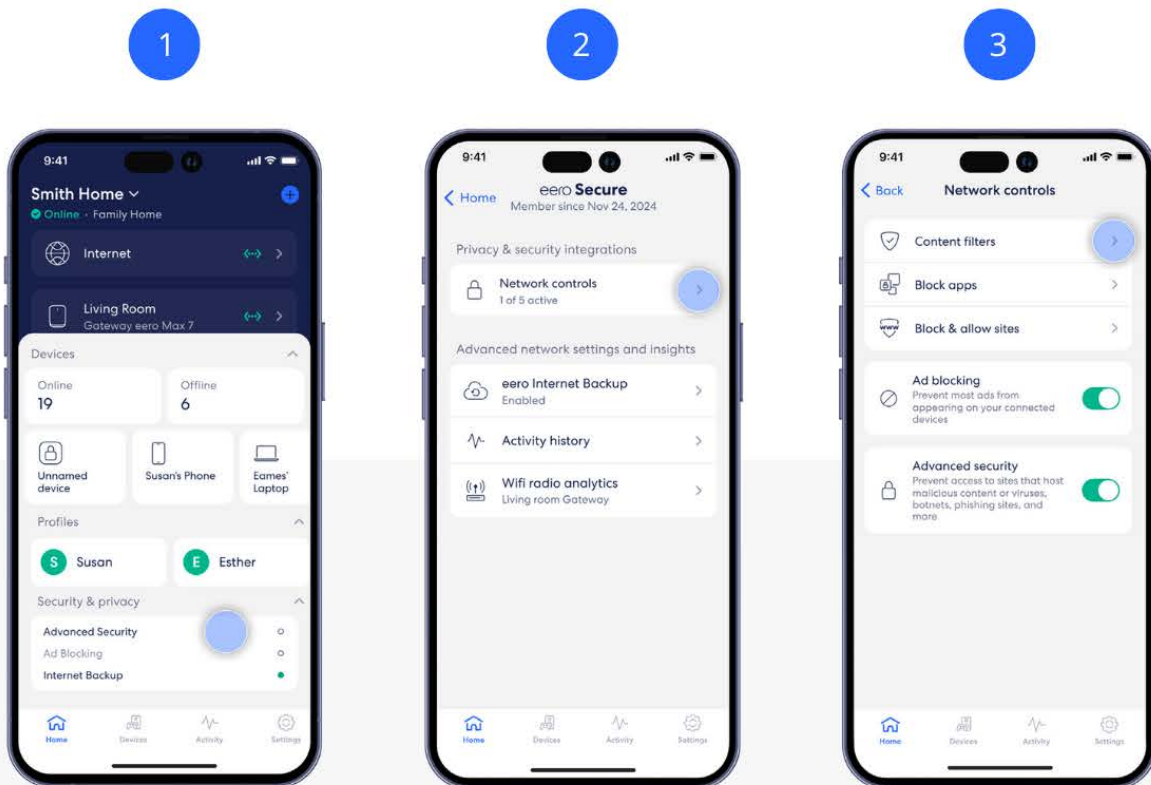 1
2
3
9:41
Smith Home
Online · Family Home
Internet
Living Room
Gateway eero Max 7
Devices
Online
19
Offline
6
Unnamed device
Susan's Phone
Eames' Laptop
Profiles
S Susan
E Esther
Security & privacy
Advanced Security
Ad Blocking
Internet Backup
Home
Devices
Activity
Settings
9:41
Home
eero Secure
Member since Nov 24, 2024
Privacy & security integrations
Network controls
1 of 5 active
Advanced network settings and insights
eero Internet Backup
Enabled
Activity history
Wifi radio analytics
Living room Gateway
Home
Devices
Activity
Settings
9:41
Back
Network controls
Content filters
Block apps
www
Block & allow sites
Ad blocking
Prevent most ads from
appearing on your connected
devices
Advanced security
Prevent access to sites that host
malicious content or viruses,
botnets, phishing sites, and
more
Home
Devices
Activity
Settings